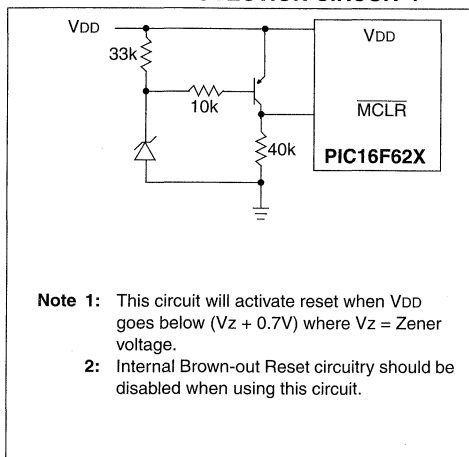 VDD
VDD
33k
10k
MCLR
40k
PIC16F62X
Note 1: This circuit will activate reset when VDD
goes below (Vz + 0.7V) where Vz = Zener
voltage.
2: Internal Brown-out Reset circuitry should be
disabled when using this circuit.